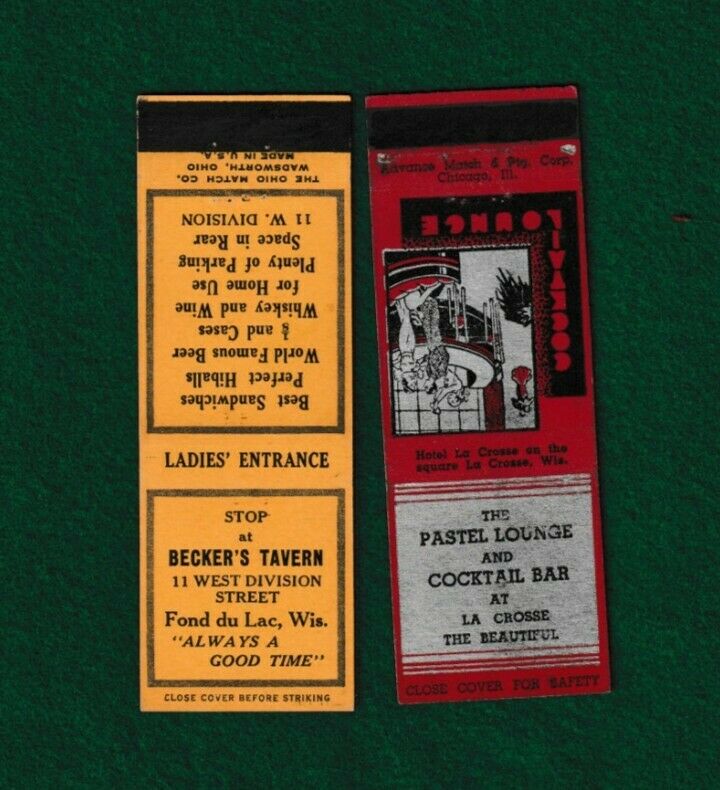 THE OHIO MATCH CO.
WADSWORTH, OHIO
MADE IN U.S.A.
Best Sandwiches
Perfect Hiballs
World Famous Beer
⅛ and Cases
Whiskey and Wine
for Home Use
Plenty of Parking
Space in Rear
11 W. DIVISION
LADIES' ENTRANCE
STOP
at
BECKER'S TAVERN
11 WEST DIVISION
STREET
Fond du Lac, Wis.
"ALWAYS A
GOOD TIME"
CLOSE COVER BEFORE STRIKING
Advance Match & Ptg. Corp.
Chicago, Ill.
LOUNGE
Hotel La Crosse on the
square La Crosse, Wis.
THE
PASTEL LOUNGE
AND
COCKTAIL BAR
AT
LA CROSSE
THE BEAUTIFUL
CLOSE COVER FOR SAFETY